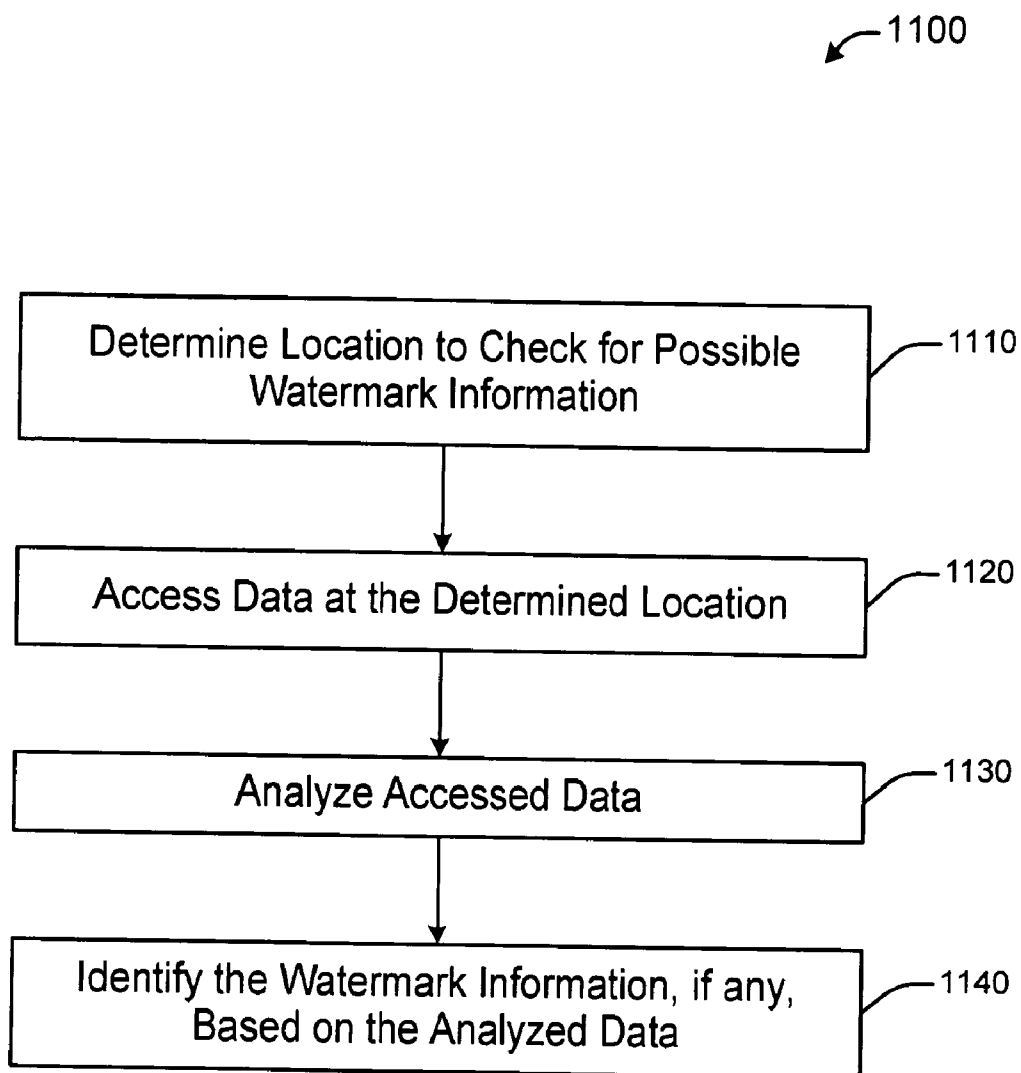 1100
Determine Location to Check for Possible
Watermark Information
1110
Access Data at the Determined Location
1120
Analyze Accessed Data
1130
Identify the Watermark Information, if any,
Based on the Analyzed Data
1140